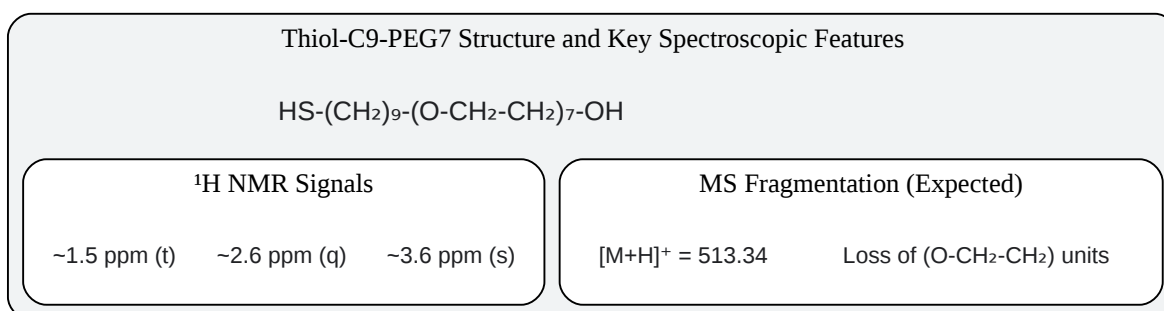 Thiol-C9-PEG7 Structure and Key Spectroscopic Features
HS-(CH₂)₉-(O-CH₂-CH₂)₇-OH
¹H NMR Signals
~1.5 ppm (t) ~2.6 ppm (q) ~3.6 ppm (s)
MS Fragmentation (Expected)
[M+H]⁺ = 513.34 Loss of (O-CH₂-CH₂) units